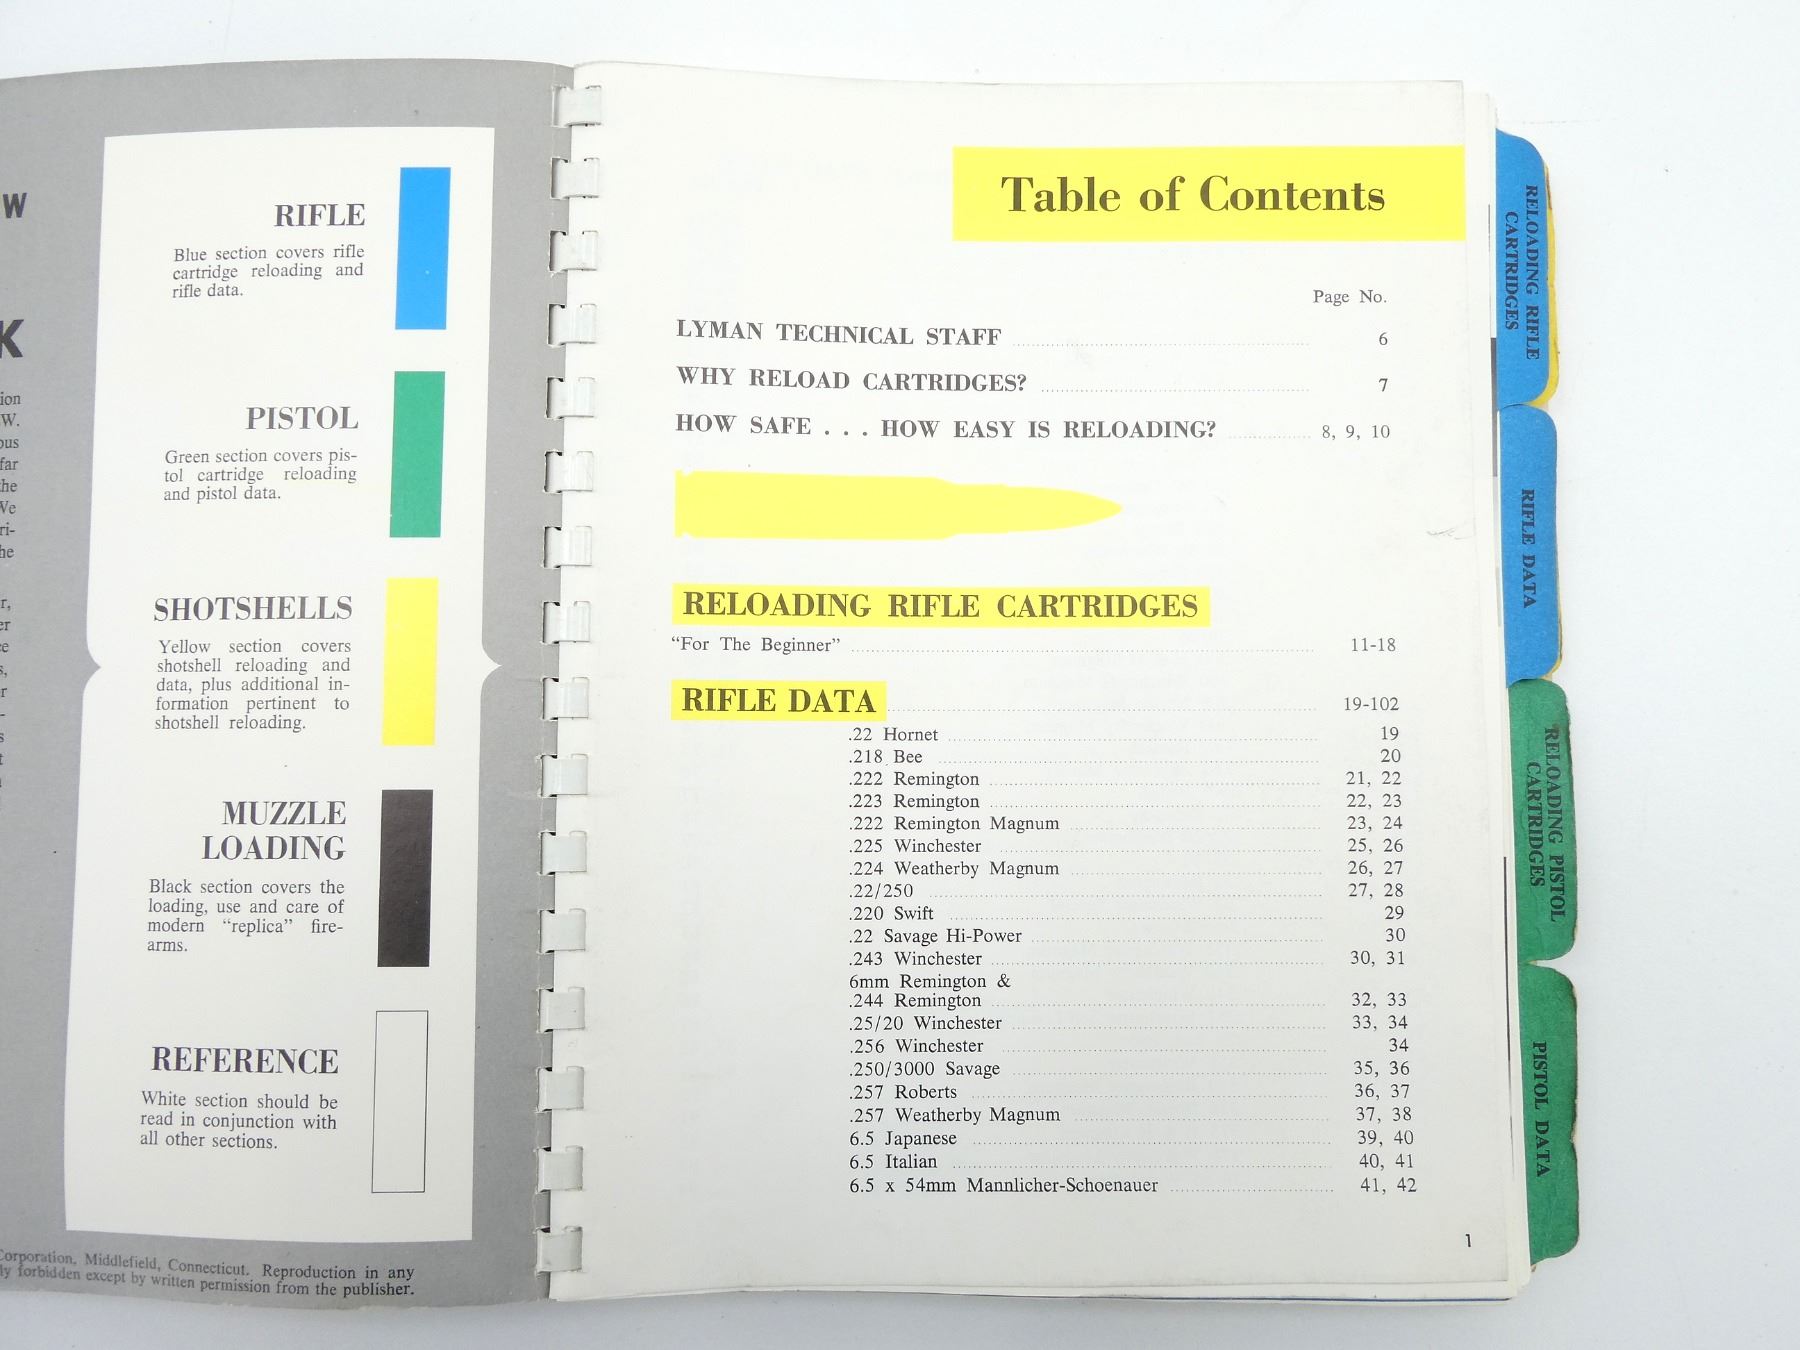 W
K
ion
W.
ous
far
the
We
ri-
he
r,
er
e
s,
r
-
s
t
RIFLE
Blue section covers rifle
cartridge reloading and
rifle data.
PISTOL
Green section covers pis-
tol cartridge reloading
and pistol data.
SHOTSHELLS
Yellow section covers
shotshell reloading and
data, plus additional in-
formation pertinent to
shotshell reloading.
MUZZLE
LOADING
Black section covers the
loading, use and care of
modern “replica” fire-
arms.
REFERENCE
White section should be
read in conjunction with
all other sections.
Corporation, Middlefield, Connecticut. Reproduction in any
ly forbidden except by written permission from the publisher.
Table of Contents
Page No.
LYMAN TECHNICAL STAFF 6
WHY RELOAD CARTRIDGES? 7
HOW SAFE . . . HOW EASY IS RELOADING? 8, 9, 10
RELOADING RIFLE CARTRIDGES
“For The Beginner” 11-18
RIFLE DATA 19-102
.22 Hornet 19
.218 Bee 20
.222 Remington 21, 22
.223 Remington 22, 23
.222 Remington Magnum 23, 24
.225 Winchester 25, 26
.224 Weatherby Magnum 26, 27
.22/250 27, 28
.220 Swift 29
.22 Savage Hi-Power 30
.243 Winchester 30, 31
6mm Remington &
.244 Remington 32, 33
.25/20 Winchester 33, 34
.256 Winchester 34
.250/3000 Savage 35, 36
.257 Roberts 36, 37
.257 Weatherby Magnum 37, 38
6.5 Japanese 39, 40
6.5 Italian 40, 41
6.5 x 54mm Mannlicher-Schoenauer 41, 42
1
RELOADING RIFLE
CARTRIDGES
RIFLE DATA
RELOADING PISTOL
CARTRIDGES
PISTOL DATA